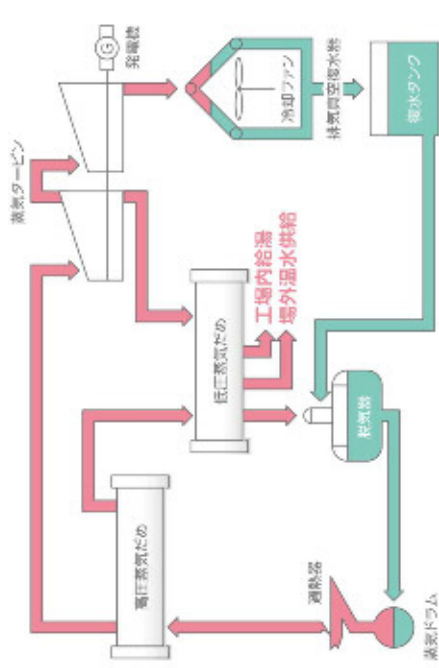 蒸気タービン
G
発電機
冷却ファン
排気真空復水器
復水タンク
高圧蒸気だめ
低圧蒸気だめ
工場内給湯
場外温水供給
脱気器
過熱器
蒸気ドラム